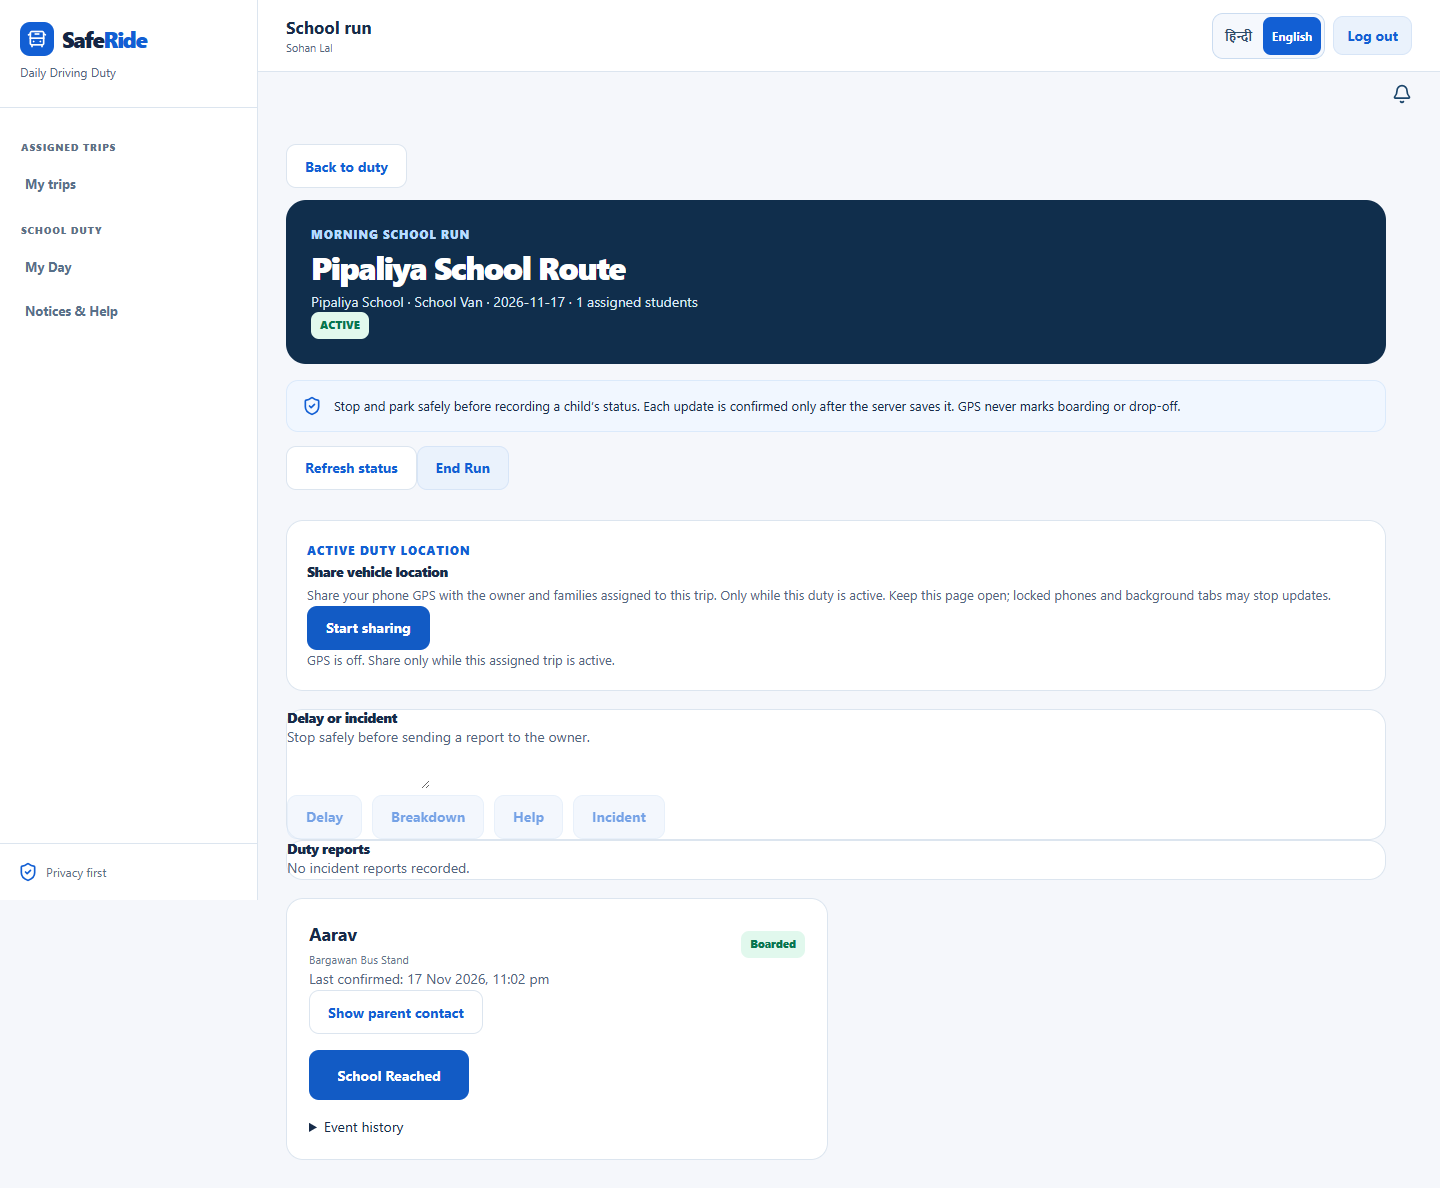 SafeRide
Daily Driving Duty
ASSIGNED TRIPS
My trips
SCHOOL DUTY
My Day
Notices & Help
Privacy first
School run
Sohan Lal
हिन्दी
English
Log out
Back to duty
MORNING SCHOOL RUN
Pipaliya School Route
Pipaliya School · School Van · 2026-11-17 · 1 assigned students
ACTIVE
Stop and park safely before recording a child's status. Each update is confirmed only after the server saves it. GPS never marks boarding or drop-off.
Refresh status
End Run
ACTIVE DUTY LOCATION
Share vehicle location
Share your phone GPS with the owner and families assigned to this trip. Only while this duty is active. Keep this page open; locked phones and background tabs may stop updates.
Start sharing
GPS is off. Share only while this assigned trip is active.
Delay or incident
Stop safely before sending a report to the owner.
Delay
Breakdown
Help
Incident
Duty reports
No incident reports recorded.
Aarav
Boarded
Bargawan Bus Stand
Last confirmed: 17 Nov 2026, 11:02 pm
Show parent contact
School Reached
Event history